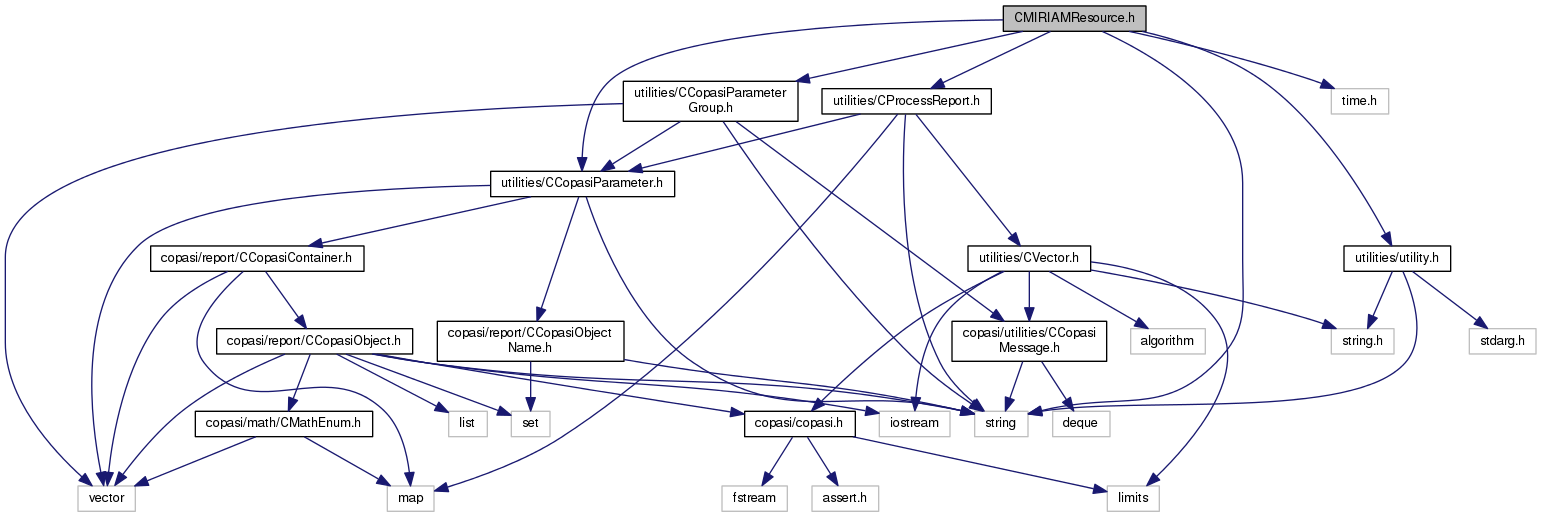 CMIRIAMResource.h
utilities/CCopasiParameter
Group.h
utilities/CProcessReport.h
time.h
utilities/CCopasiParameter.h
copasi/report/CCopasiContainer.h
utilities/CVector.h
utilities/utility.h
copasi/report/CCopasiObject.h
copasi/report/CCopasiObject
Name.h
copasi/utilities/CCopasi
Message.h
algorithm
string.h
stdarg.h
copasi/math/CMathEnum.h
list
set
copasi/copasi.h
iostream
string
deque
vector
map
fstream
assert.h
limits